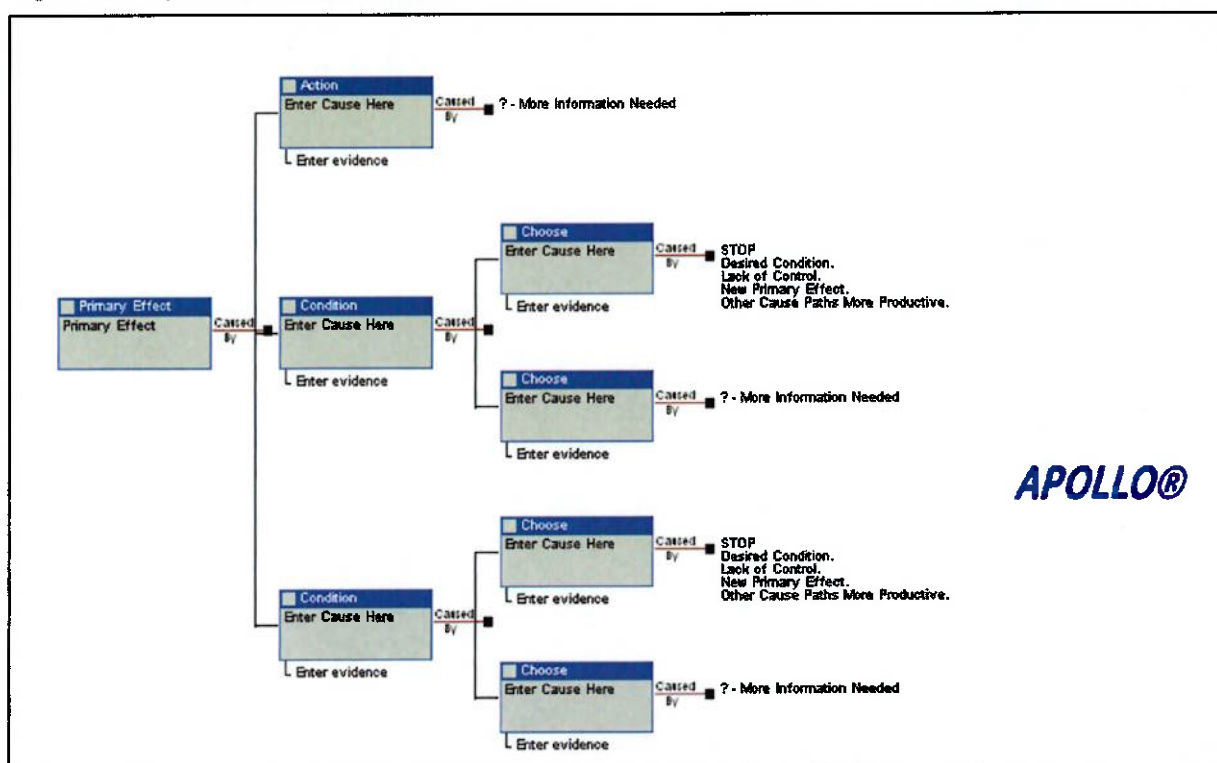 Action
Enter Cause Here
Caused
By
? - More Information Needed
Enter evidence
Choose
Enter Cause Here
Caused
By
STOP
Desired Condition.
Lack of Control.
New Primary Effect.
Other Cause Paths More Productive.
Enter evidence
Primary Effect
Primary Effect
Caused
By
Condition
Enter Cause Here
Caused
By
Enter evidence
Choose
Enter Cause Here
Caused
By
? - More Information Needed
Enter evidence
APOLLO®
Choose
Enter Cause Here
Caused
By
STOP
Desired Condition.
Lack of Control.
New Primary Effect.
Other Cause Paths More Productive.
Enter evidence
Condition
Enter Cause Here
Caused
By
Enter evidence
Choose
Enter Cause Here
Caused
By
? - More Information Needed
Enter evidence